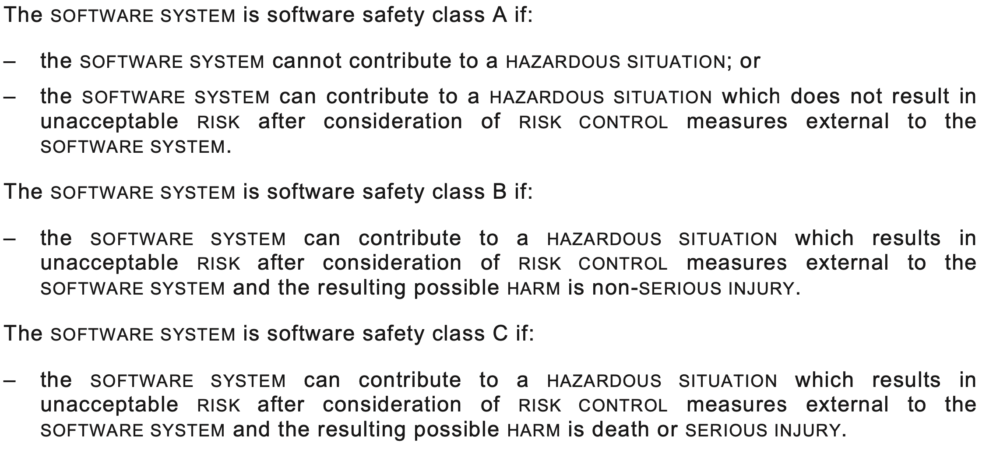 The SOFTWARE SYSTEM is software safety class A if:
– the SOFTWARE SYSTEM cannot contribute to a HAZARDOUS SITUATION; or
– the SOFTWARE SYSTEM can contribute to a HAZARDOUS SITUATION which does not result in
unacceptable RISK after consideration of RISK CONTROL measures external to the
SOFTWARE SYSTEM.
The SOFTWARE SYSTEM is software safety class B if:
– the SOFTWARE SYSTEM can contribute to a HAZARDOUS SITUATION which results in
unacceptable RISK after consideration of RISK CONTROL measures external to the
SOFTWARE SYSTEM and the resulting possible HARM is non-SERIOUS INJURY.
The SOFTWARE SYSTEM is software safety class C if:
– the SOFTWARE SYSTEM can contribute to a HAZARDOUS SITUATION which results in
unacceptable RISK after consideration of RISK CONTROL measures external to the
SOFTWARE SYSTEM and the resulting possible HARM is death or SERIOUS INJURY.